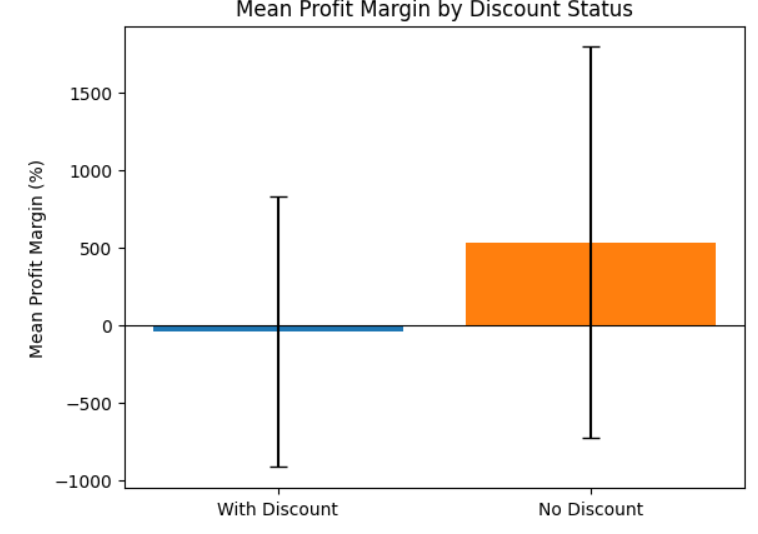 Mean Profit Margin by Discount Status
Mean Profit Margin (%)
1500
1000
500
0
−500
−1000
With Discount
No Discount